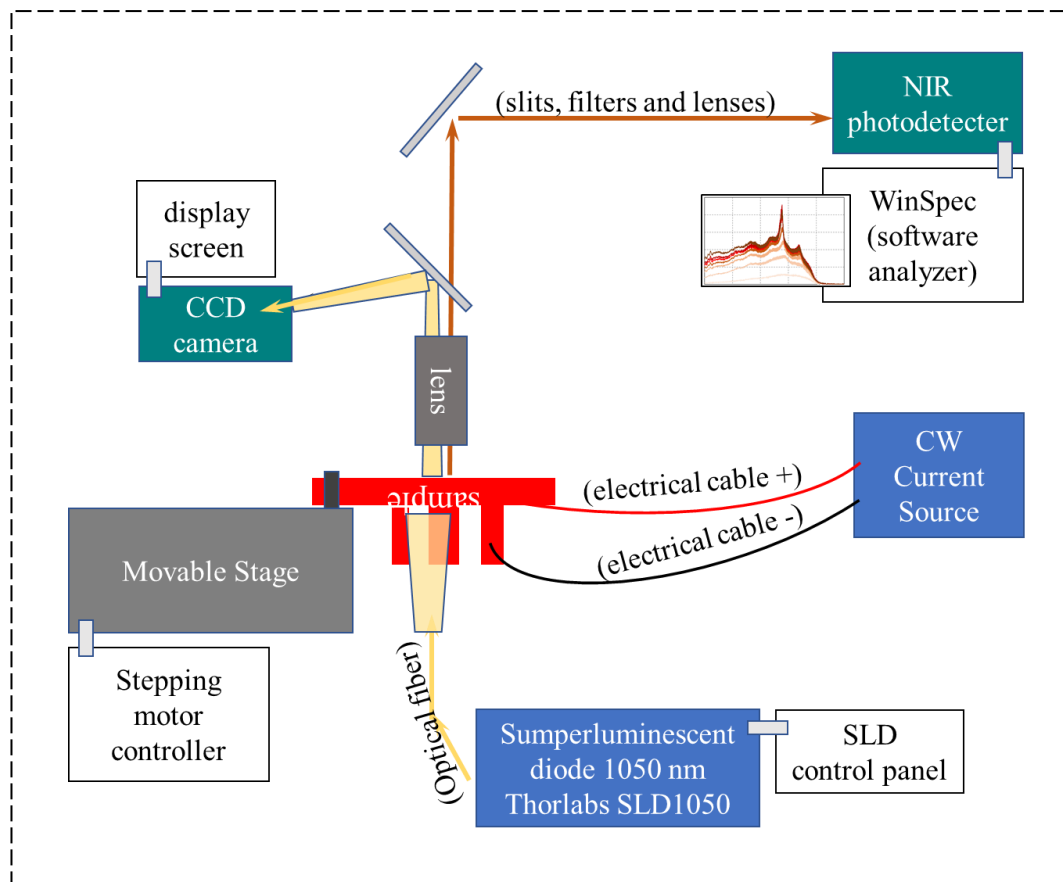 (slits, filters and lenses)
NIR
photodetecter
display
screen
WinSpec
(software
analyzer)
CCD
camera
lens
sample
(electrical cable +)
(electrical cable -)
CW
Current
Source
Movable Stage
Stepping
motor
controller
(Optical fiber)
Sumperluminescent
diode 1050 nm
Thorlabs SLD1050
SLD
control panel